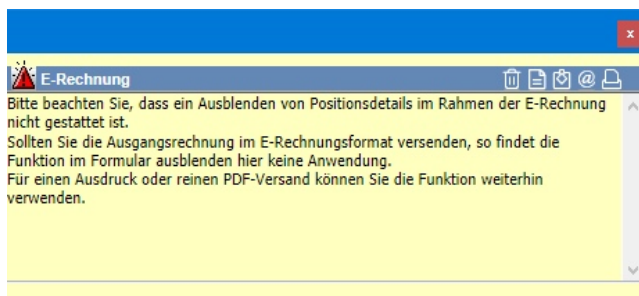 x
E-Rechnung
Bitte beachten Sie, dass ein Ausblenden von Positionsdetails im Rahmen der E-Rechnung
nicht gestattet ist.
Sollten Sie die Ausgangsrechnung im E-Rechnungsformat versenden, so findet die
Funktion im Formular ausblenden hier keine Anwendung.
Für einen Ausdruck oder reinen PDF-Versand können Sie die Funktion weiterhin
verwenden.